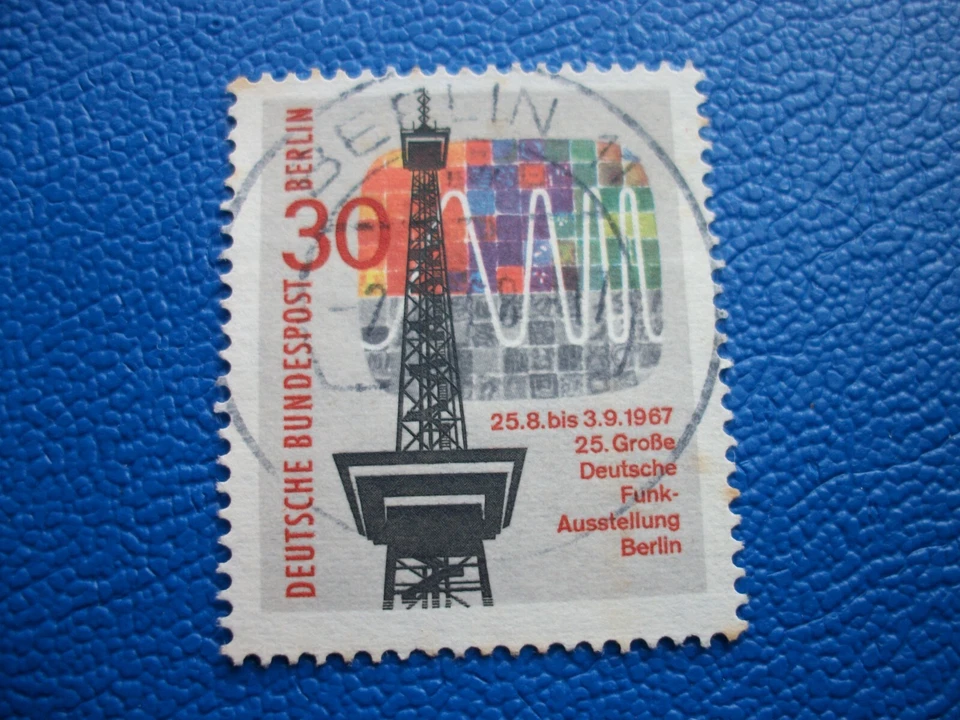 DEUTSCHE BUNDESPOST BERLIN
30
25.8.bis 3.9.1967
25. Große
Deutsche
Funk-
Ausstellung
Berlin
BERLIN